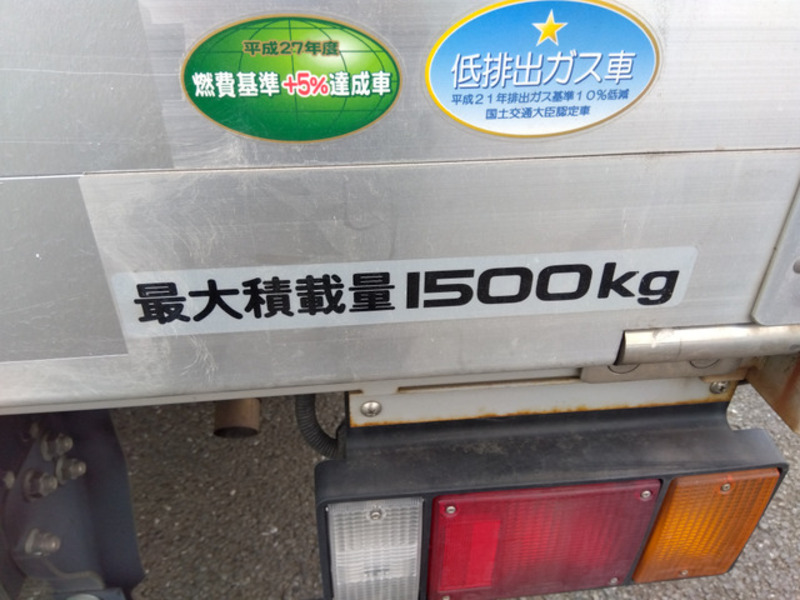 平成27年度
燃費基準+5%達成車
低排出ガス車
平成21年排出ガス基準10%低減
国土交通大臣認定車
最大積載量1500kg